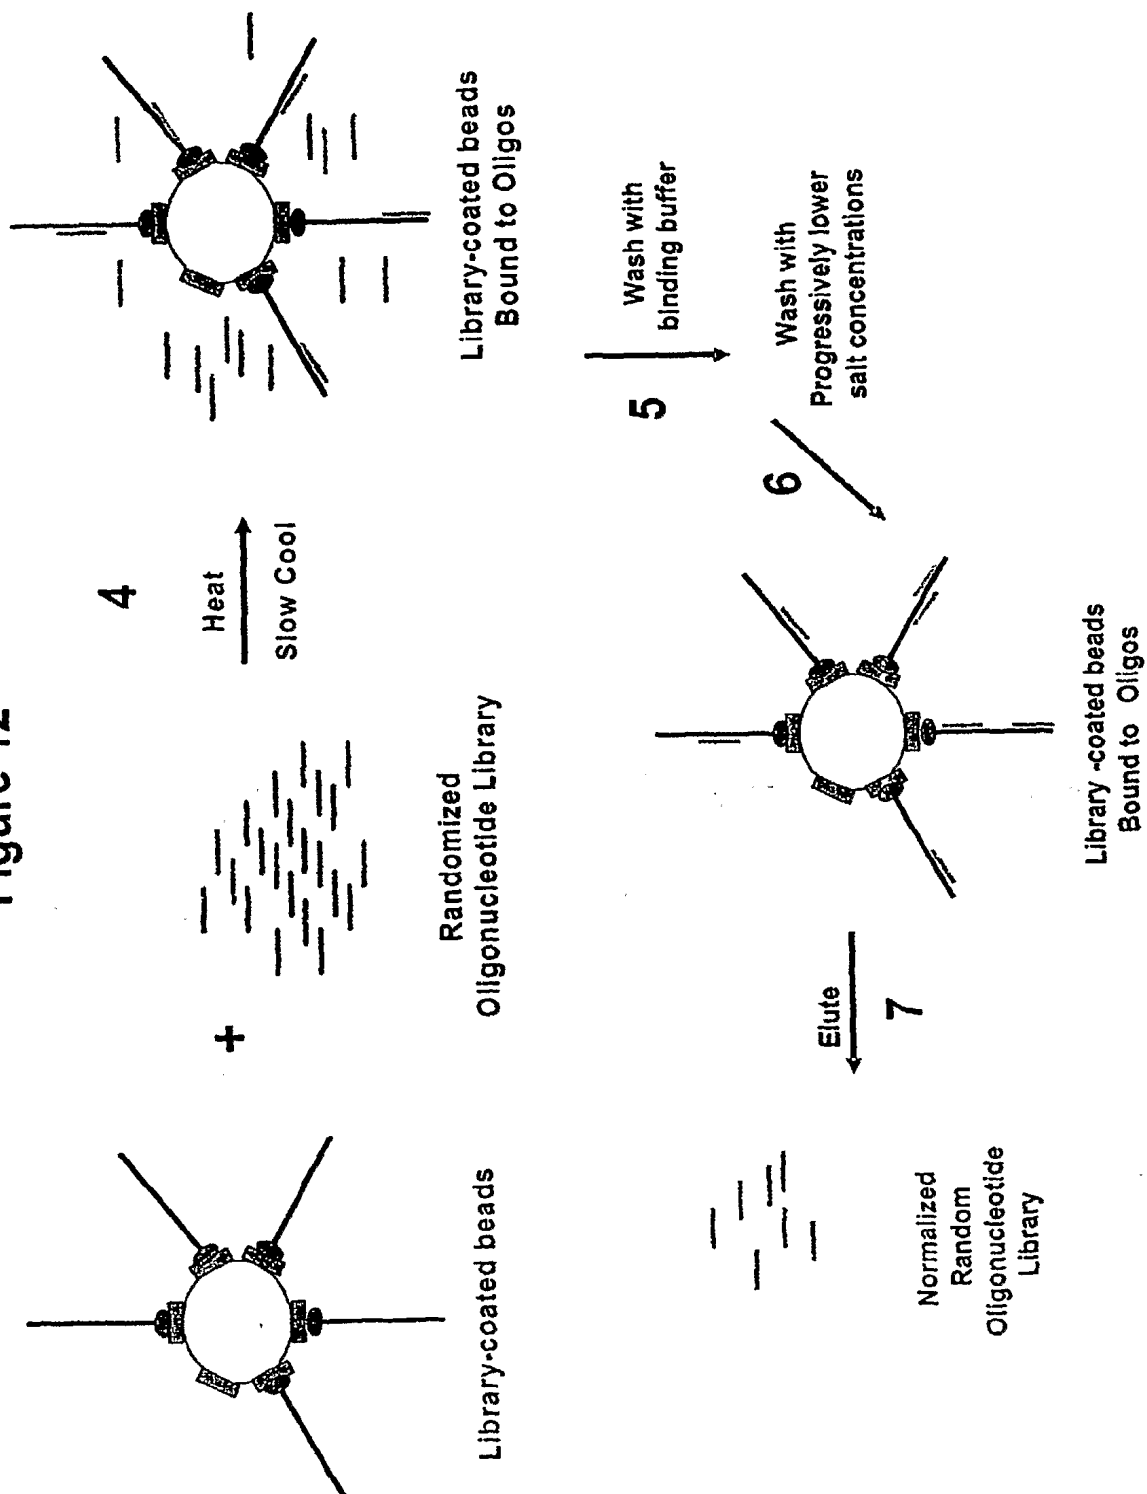 Figure 12
4
+
Heat
Slow Cool
Library-coated beads
Randomized
Oligonucleotide Library
Library-coated beads
Bound to Oligos
5
Wash with
binding buffer
6
Wash with
Progressively lower
salt concentrations
Elute
7
Normalized
Random
Oligonucleotide
Library
Library -coated beads
Bound to Oligos